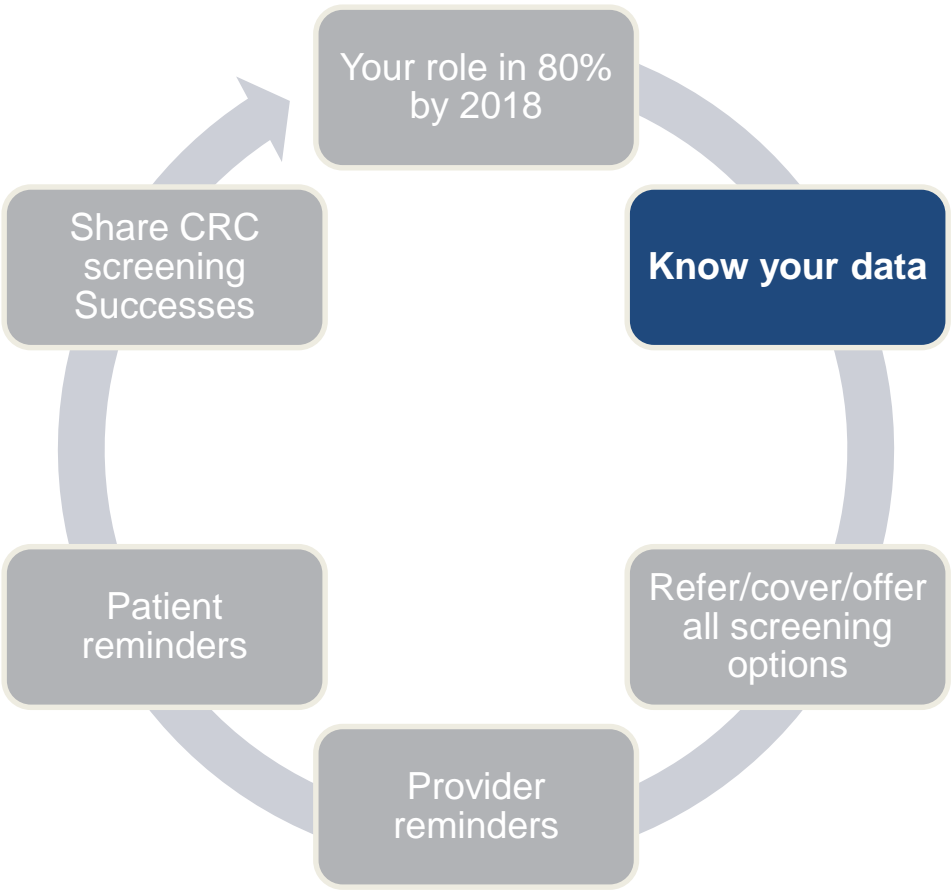 Your role in 80%
by 2018
Know your data
Refer/cover/offer
all screening
options
Provider
reminders
Patient
reminders
Share CRC
screening
Successes